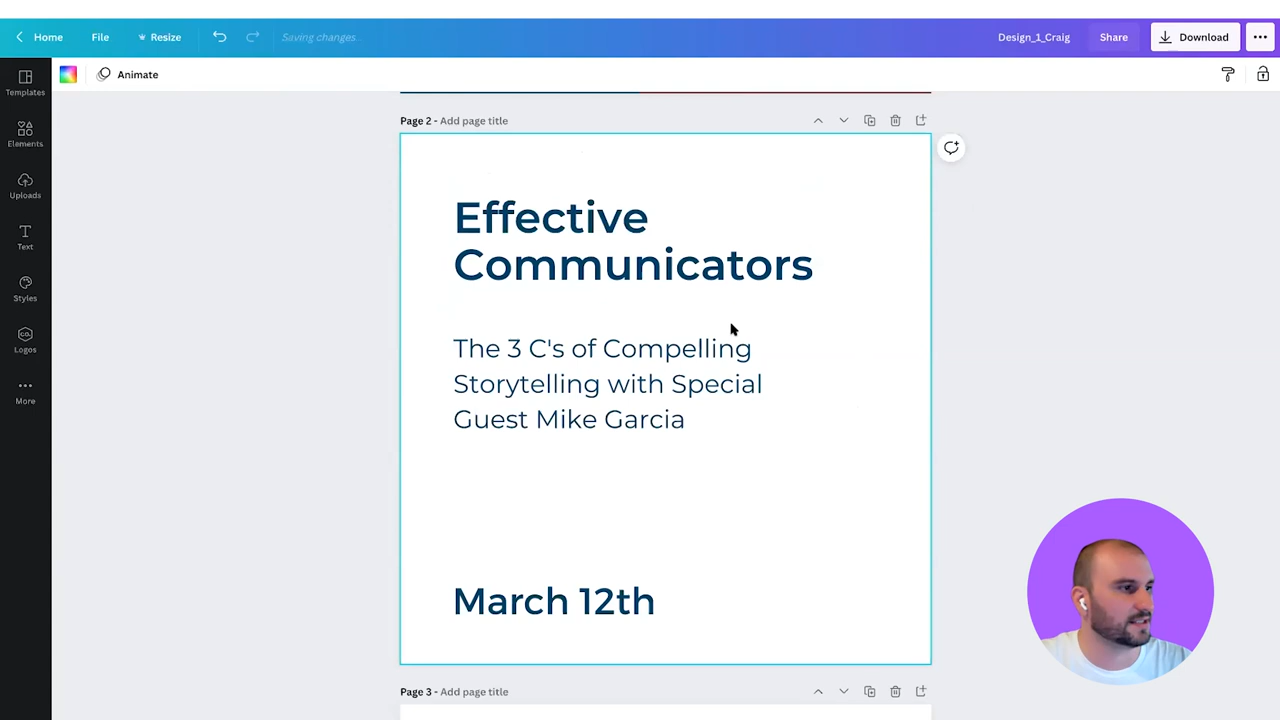 Home File Resize Saving changes... Design_1_Craig Share Download
Templates Animate
Page 2 - Add page title
Elements
Uploads
Text
Styles
Logos
More
Effective
Communicators
The 3 C's of Compelling
Storytelling with Special
Guest Mike Garcia
March 12th
Page 3 - Add page title
co.